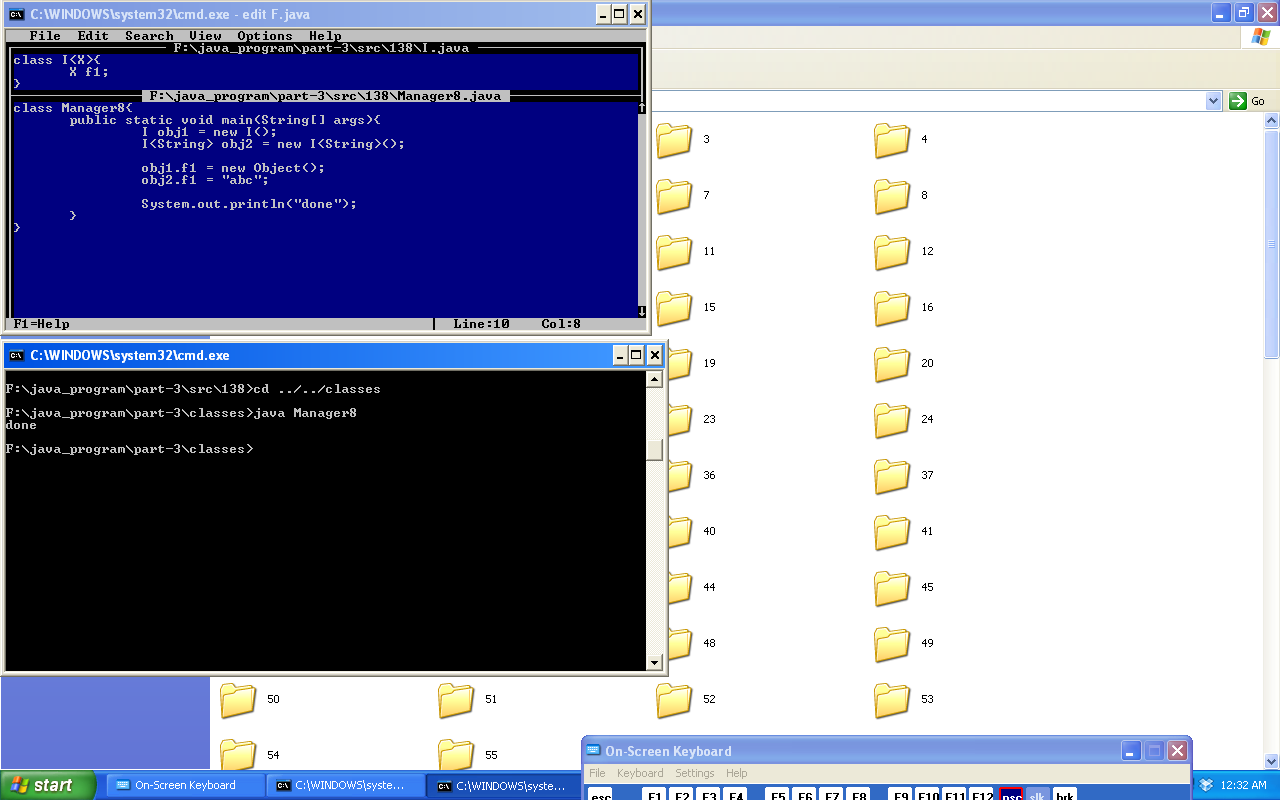 C:\WINDOWS\system32\cmd.exe - edit F.java
File Edit Search View Options Help
F:\java_program\part-3\src\138\I.java
class I<X>{
X f1;
}
F:\java_program\part-3\src\138\Manager8.java
class Manager8{
public static void main(String[] args){
I obj1 = new I();
I<String> obj2 = new I<String>();
obj1.f1 = new Object();
obj2.f1 = "abc";
System.out.println("done");
}
}
F1=Help Line:10 Col:8
C:\WINDOWS\system32\cmd.exe
F:\java_program\part-3\src\138>cd ../../classes
F:\java_program\part-3\classes>java Manager8
done
F:\java_program\part-3\classes>
Go
3 4
7 8
11 12
15 16
19 20
23 24
36 37
40 41
44 45
48 49
50 51 52 53
54 55
On-Screen Keyboard
File Keyboard Settings Help
esc F1 F2 F3 F4 F5 F6 F7 F8 F9 F10 F11 F12 psc slk brk
start On-Screen Keyboard C:\WINDOWS\syste... C:\WINDOWS\syste... 12:32 AM